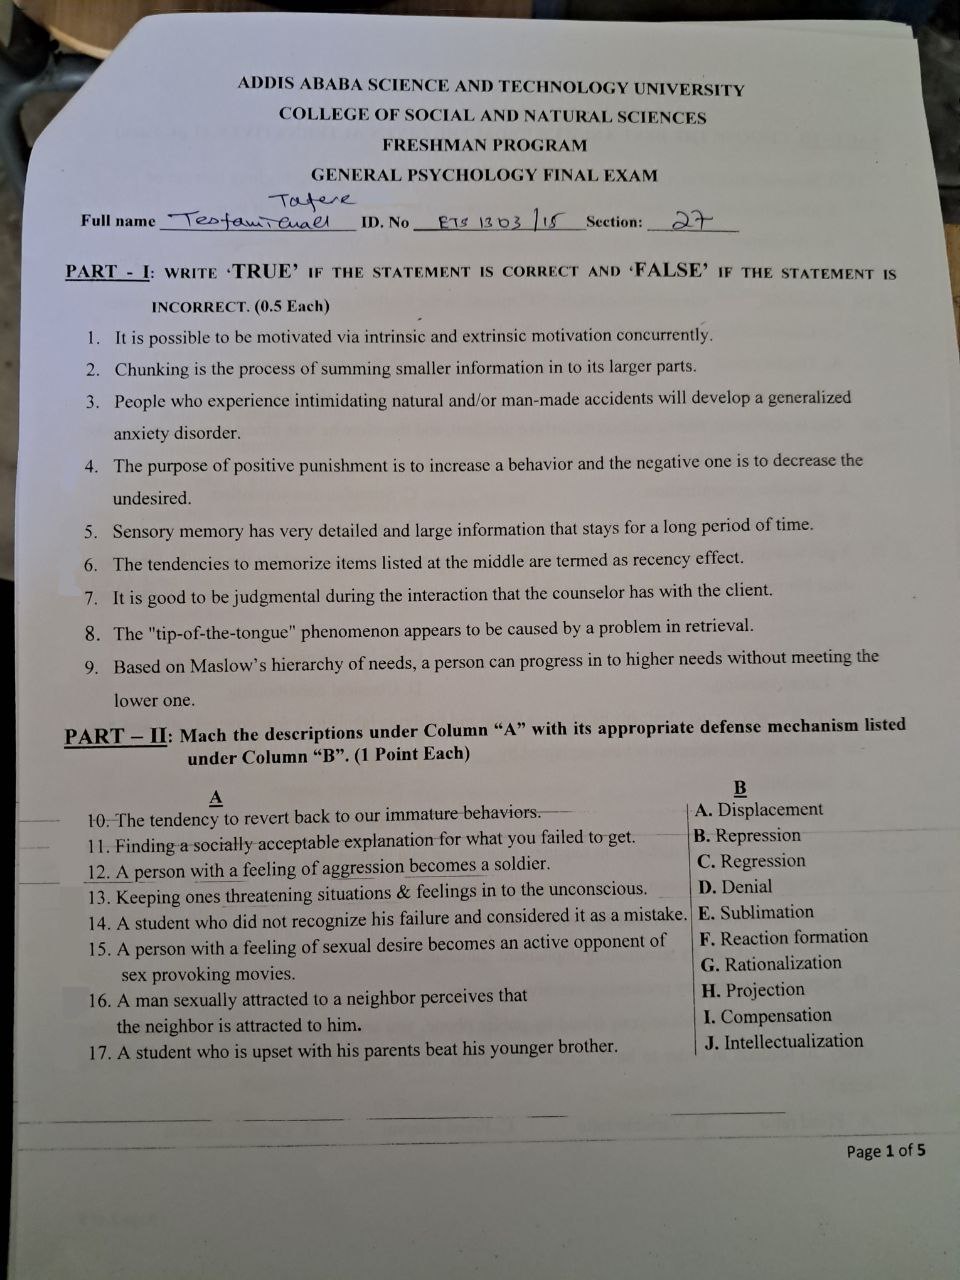 ADDIS ABABA SCIENCE AND TECHNOLOGY UNIVERSITY
COLLEGE OF SOCIAL AND NATURAL SCIENCES
FRESHMAN PROGRAM
GENERAL PSYCHOLOGY FINAL EXAM
Tafere
Full name ID. No ETS 1303/15 Section: 27
PART - I: WRITE ‘TRUE’ IF THE STATEMENT IS CORRECT AND ‘FALSE’ IF THE STATEMENT IS
INCORRECT. (0.5 Each)
1. It is possible to be motivated via intrinsic and extrinsic motivation concurrently.
2. Chunking is the process of summing smaller information in to its larger parts.
3. People who experience intimidating natural and/or man-made accidents will develop a generalized
anxiety disorder.
4. The purpose of positive punishment is to increase a behavior and the negative one is to decrease the
undesired.
5. Sensory memory has very detailed and large information that stays for a long period of time.
6. The tendencies to memorize items listed at the middle are termed as recency effect.
7. It is good to be judgmental during the interaction that the counselor has with the client.
8. The "tip-of-the-tongue" phenomenon appears to be caused by a problem in retrieval.
9. Based on Maslow’s hierarchy of needs, a person can progress in to higher needs without meeting the
lower one.
PART – II: Mach the descriptions under Column “A” with its appropriate defense mechanism listed
under Column “B”. (1 Point Each)
A
10. The tendency to revert back to our immature behaviors.
11. Finding a socially acceptable explanation for what you failed to get.
12. A person with a feeling of aggression becomes a soldier.
13. Keeping ones threatening situations & feelings in to the unconscious.
14. A student who did not recognize his failure and considered it as a mistake.
15. A person with a feeling of sexual desire becomes an active opponent of
sex provoking movies.
16. A man sexually attracted to a neighbor perceives that
the neighbor is attracted to him.
17. A student who is upset with his parents beat his younger brother.
B
A. Displacement
B. Repression
C. Regression
D. Denial
E. Sublimation
F. Reaction formation
G. Rationalization
H. Projection
I. Compensation
J. Intellectualization
Page 1 of 5